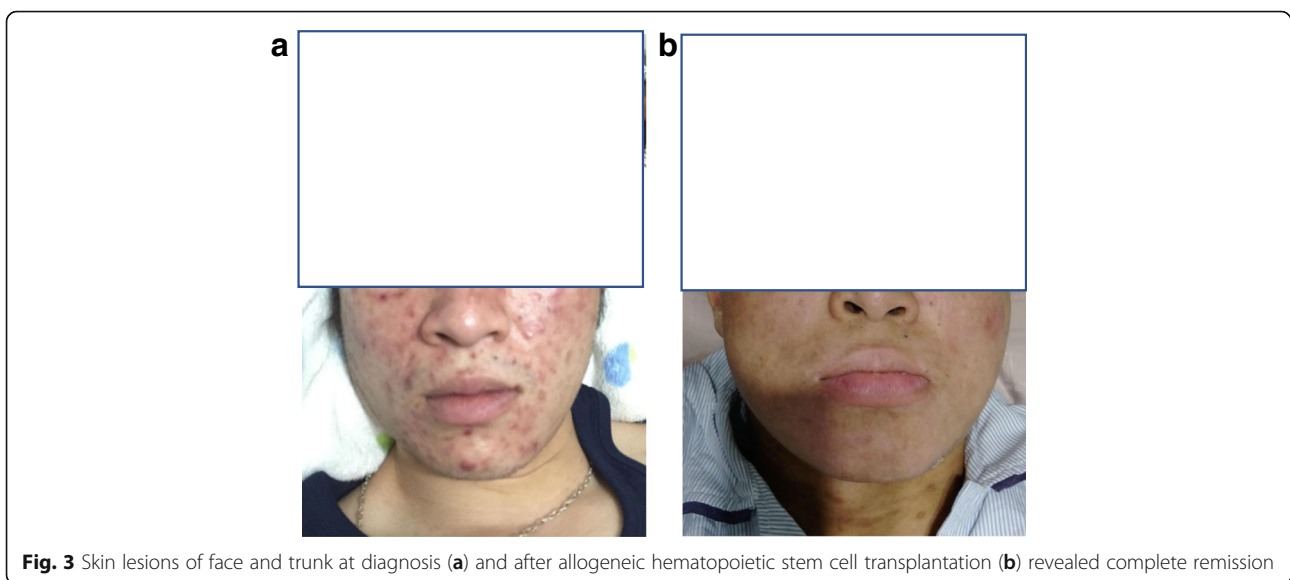 a
b
Fig. 3 Skin lesions of face and trunk at diagnosis (a) and after allogeneic hematopoietic stem cell transplantation (b) revealed complete remission